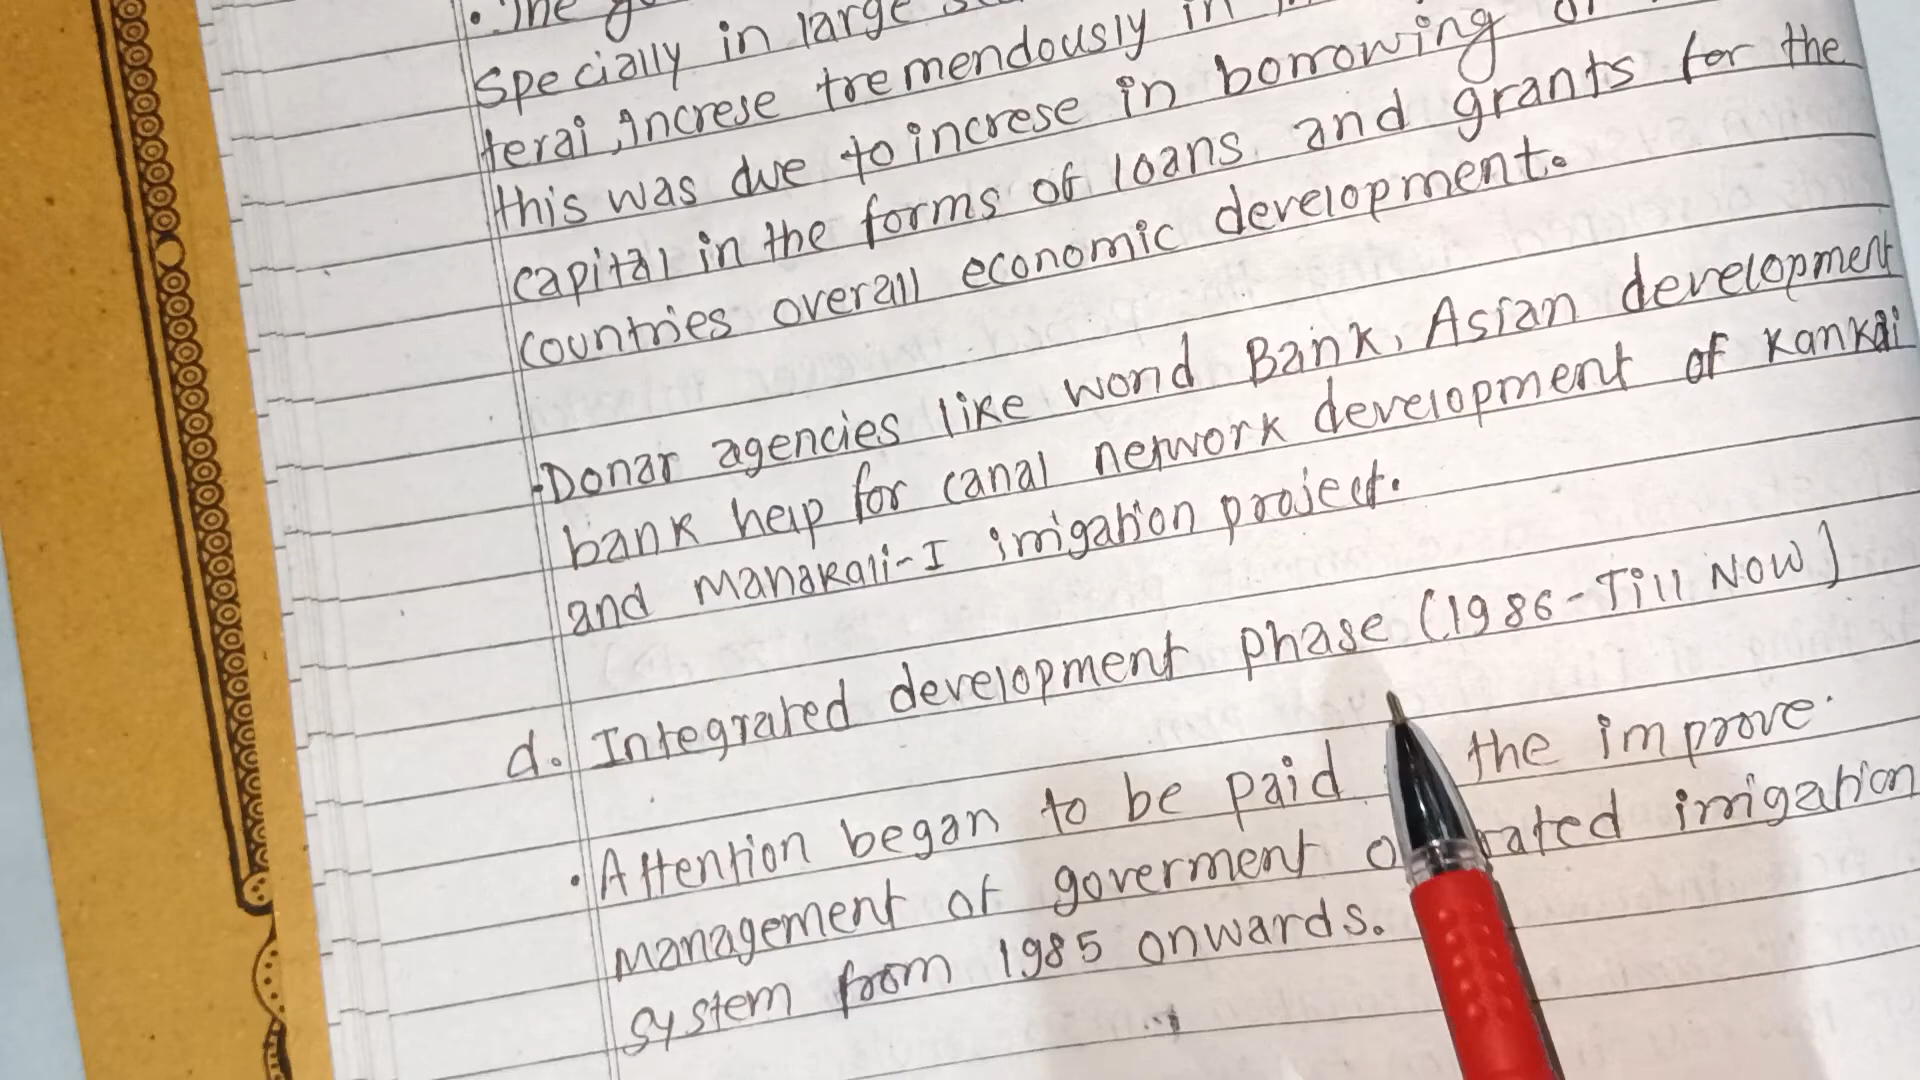 • The
Specially in large
terai, increse tremendously in
this was due to increse in borrowing of
capital in the forms of loans and grants for the
countries overall economic development.
Donar agencies like world Bank, Asian development
bank help for canal network development of Kankai
and Mahakali-I irrigation project.
d. Integrated development phase (1986-Till NOW)
• Attention began to be paid the improve
management of goverment irrigation
system from 1985 onwards.